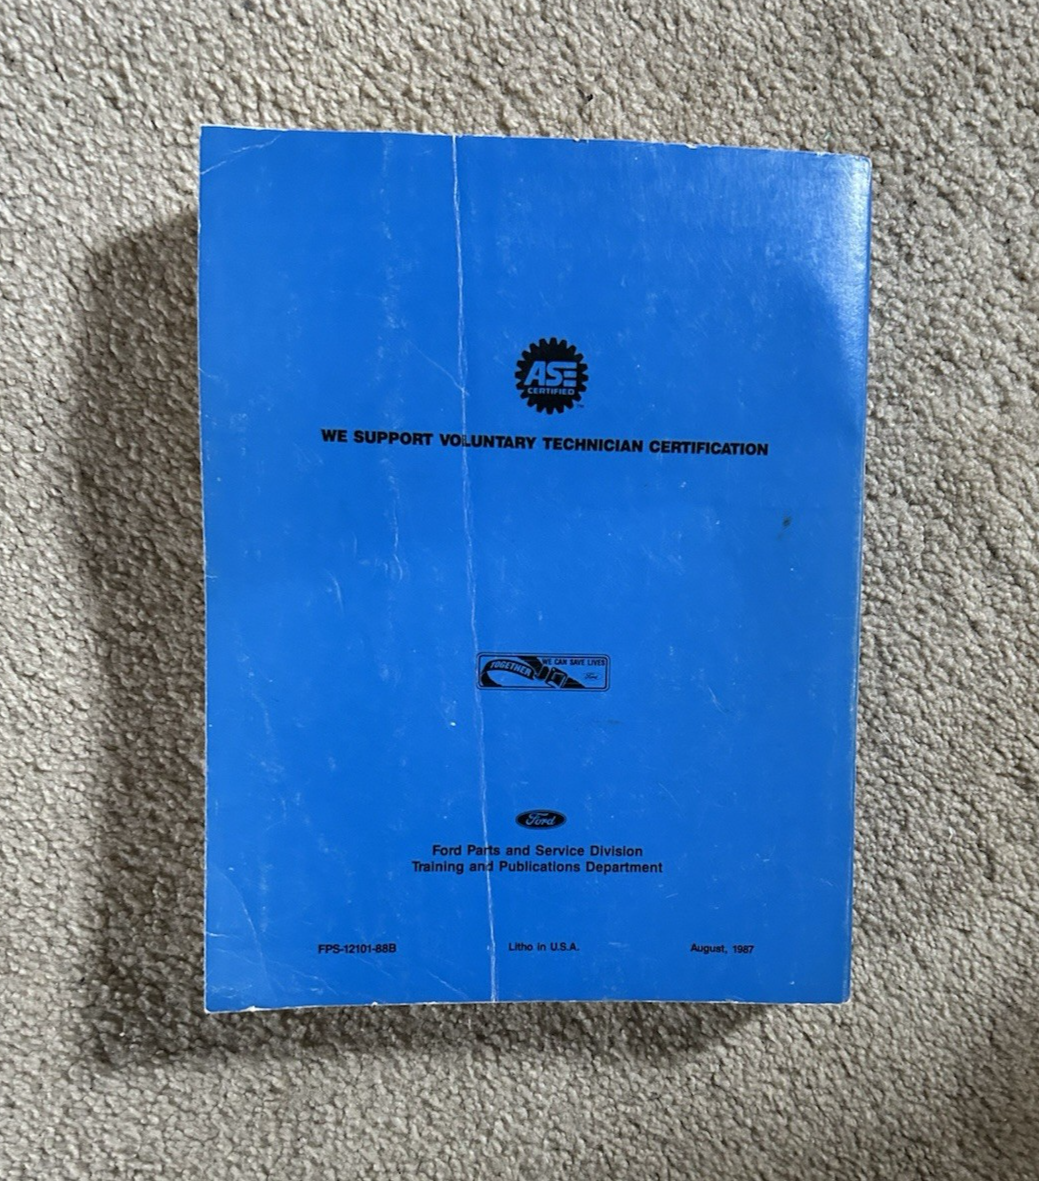 ASE
CERTIFIED
TM
WE SUPPORT VOLUNTARY TECHNICIAN CERTIFICATION
TOGETHER
WE CAN SAVE LIVES
Ford
Ford
Ford Parts and Service Division
Training and Publications Department
FPS-12101-88B
Litho in U.S.A.
August, 1987